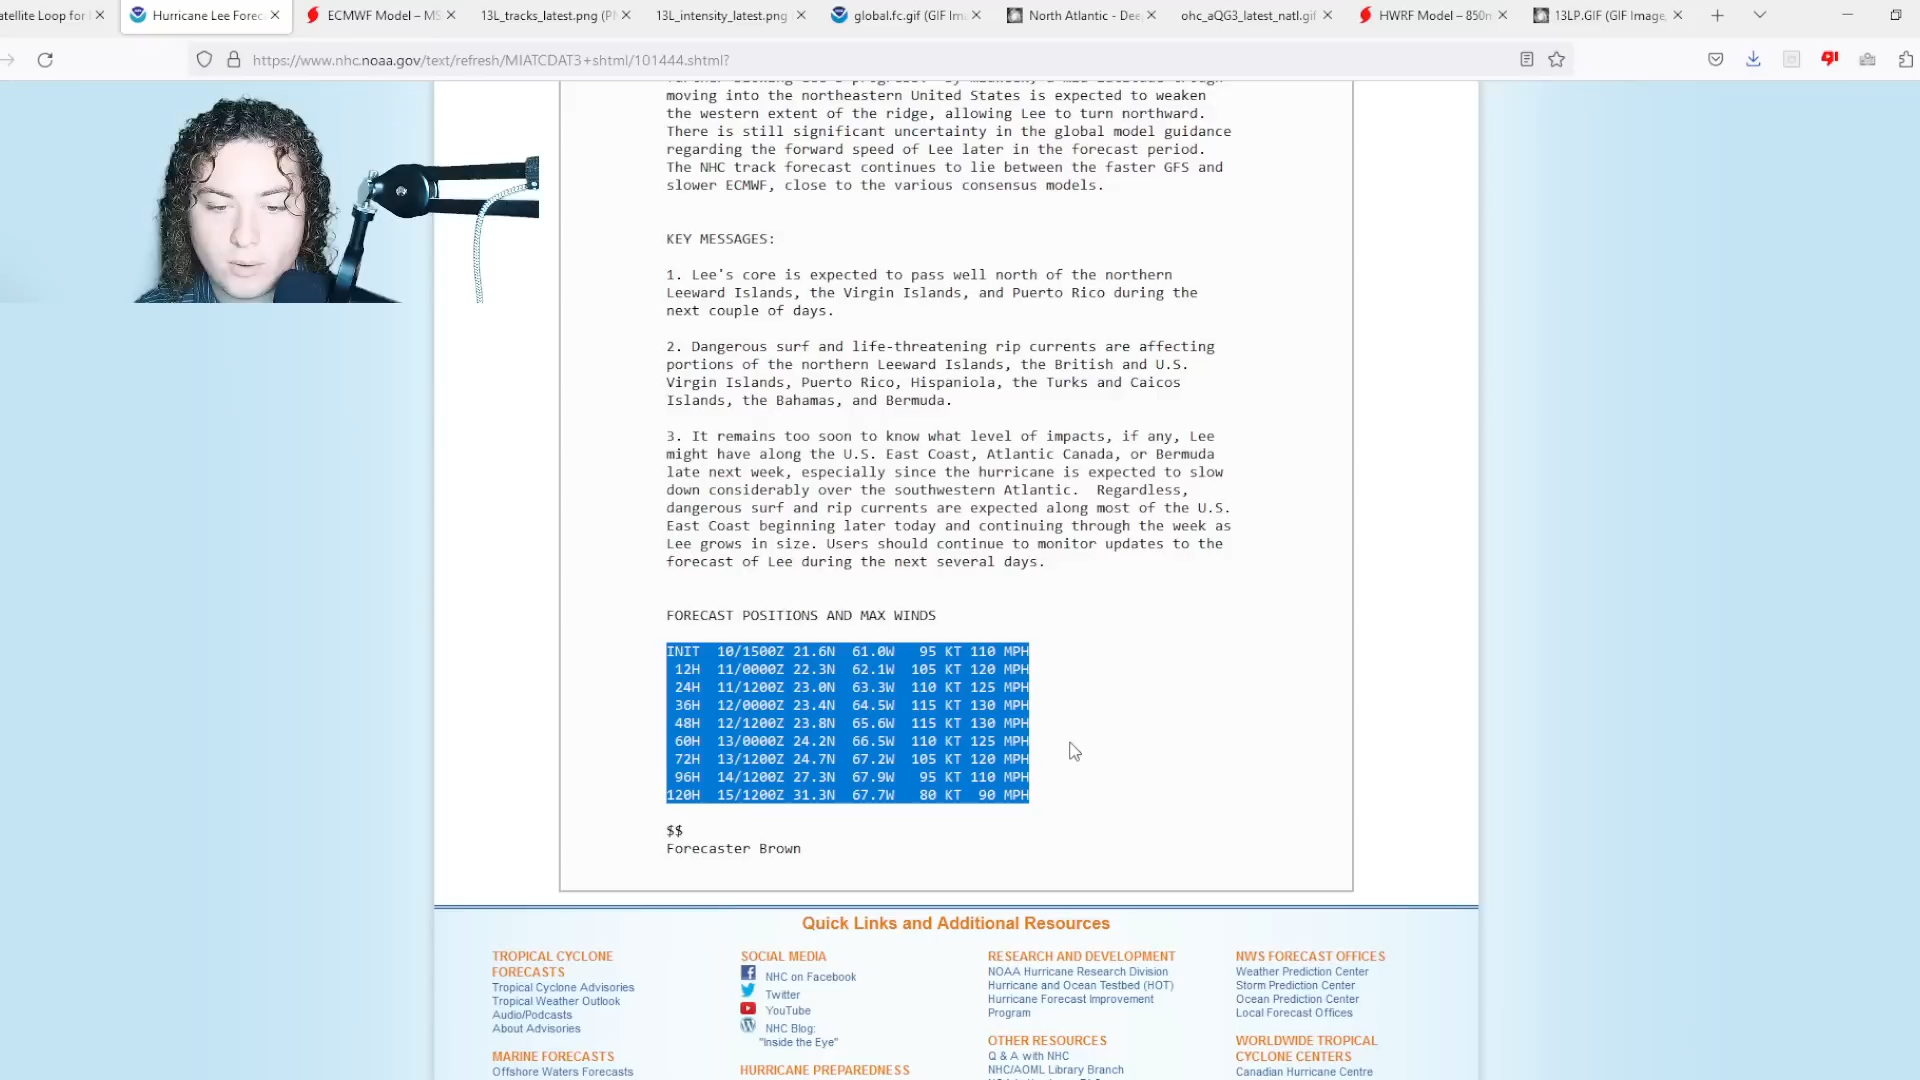 atellite Loop for
Hurricane Lee Forec
ECMWF Model – MS
13L_tracks_latest.png (P
13L_intensity_latest.png
global.fc.gif (GIF Im
North Atlantic - Dee
ohc_aQG3_latest_natl.gif
HWRF Model – 850
13LP.GIF (GIF Image,
https://www.nhc.noaa.gov/text/refresh/MIATCDAT3+shtml/101444.shtml?
moving into the northeastern United States is expected to weaken
the western extent of the ridge, allowing Lee to turn northward.
There is still significant uncertainty in the global model guidance
regarding the forward speed of Lee later in the forecast period.
The NHC track forecast continues to lie between the faster GFS and
slower ECMWF, close to the various consensus models.
KEY MESSAGES:
1. Lee's core is expected to pass well north of the northern
Leeward Islands, the Virgin Islands, and Puerto Rico during the
next couple of days.
2. Dangerous surf and life-threatening rip currents are affecting
portions of the northern Leeward Islands, the British and U.S.
Virgin Islands, Puerto Rico, Hispaniola, the Turks and Caicos
Islands, the Bahamas, and Bermuda.
3. It remains too soon to know what level of impacts, if any, Lee
might have along the U.S. East Coast, Atlantic Canada, or Bermuda
late next week, especially since the hurricane is expected to slow
down considerably over the southwestern Atlantic.  Regardless,
dangerous surf and rip currents are expected along most of the U.S.
East Coast beginning later today and continuing through the week as
Lee grows in size. Users should continue to monitor updates to the
forecast of Lee during the next several days.
FORECAST POSITIONS AND MAX WINDS
INIT  10/1500Z 21.6N  61.0W   95 KT 110 MPH
12H  11/0000Z 22.3N  62.1W  105 KT 120 MPH
24H  11/1200Z 23.0N  63.3W  110 KT 125 MPH
36H  12/0000Z 23.4N  64.5W  115 KT 130 MPH
48H  12/1200Z 23.8N  65.6W  115 KT 130 MPH
60H  13/0000Z 24.2N  66.5W  110 KT 125 MPH
72H  13/1200Z 24.7N  67.2W  105 KT 120 MPH
96H  14/1200Z 27.3N  67.9W   95 KT 110 MPH
120H  15/1200Z 31.3N  67.7W   80 KT  90 MPH
$$
Forecaster Brown
Quick Links and Additional Resources
TROPICAL CYCLONE
FORECASTS
Tropical Cyclone Advisories
Tropical Weather Outlook
Audio/Podcasts
About Advisories
MARINE FORECASTS
Offshore Waters Forecasts
SOCIAL MEDIA
NHC on Facebook
Twitter
YouTube
NHC Blog:
"Inside the Eye"
HURRICANE PREPAREDNESS
RESEARCH AND DEVELOPMENT
NOAA Hurricane Research Division
Hurricane and Ocean Testbed (HOT)
Hurricane Forecast Improvement
Program
OTHER RESOURCES
Q & A with NHC
NHC/AOML Library Branch
NWS FORECAST OFFICES
Weather Prediction Center
Storm Prediction Center
Ocean Prediction Center
Local Forecast Offices
WORLDWIDE TROPICAL
CYCLONE CENTERS
Canadian Hurricane Centre